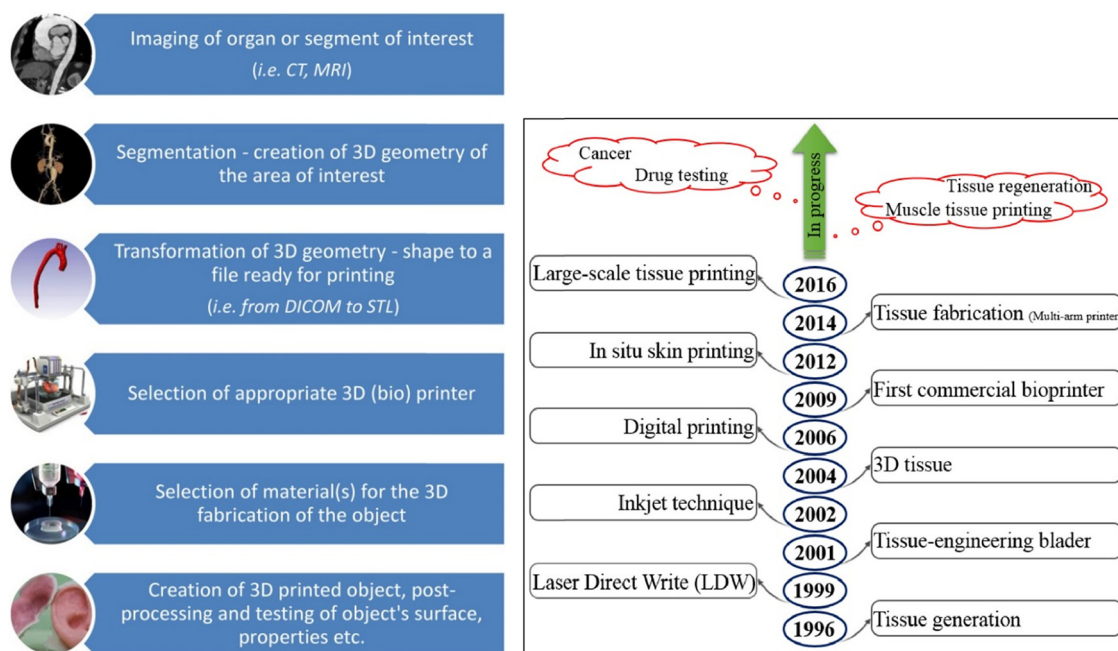 Imaging of organ or segment of interest
(i.e. CT, MRI)
Segmentation - creation of 3D geometry of
the area of interest
Transformation of 3D geometry - shape to a
file ready for printing
(i.e. from DICOM to STL)
Selection of appropriate 3D (bio) printer
Selection of material(s) for the 3D
fabrication of the object
Creation of 3D printed object, post-
processing and testing of object's surface,
properties etc.
Cancer
Drug testing
In progress
Tissue regeneration
Muscle tissue printing
Large-scale tissue printing
2016
2014
Tissue fabrication (Multi-arm printer
In situ skin printing
2012
2009
First commercial bioprinter
Digital printing
2006
2004
3D tissue
Inkjet technique
2002
2001
Tissue-engineering blader
Laser Direct Write (LDW)
1999
1996
Tissue generation